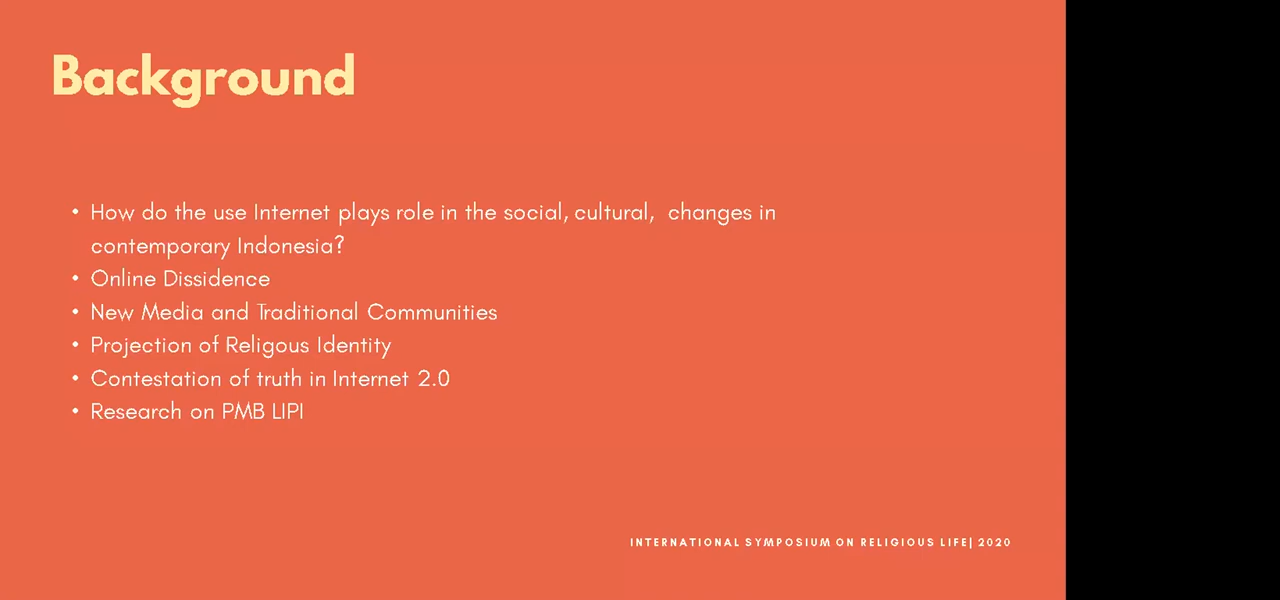 Background
• How do the use Internet plays role in the social, cultural,  changes in
contemporary Indonesia?
• Online Dissidence
• New Media and Traditional Communities
• Projection of Religous Identity
• Contestation of truth in Internet 2.0
• Research on PMB LIPI
INTERNATIONAL SYMPOSIUM ON RELIGIOUS LIFE| 2020